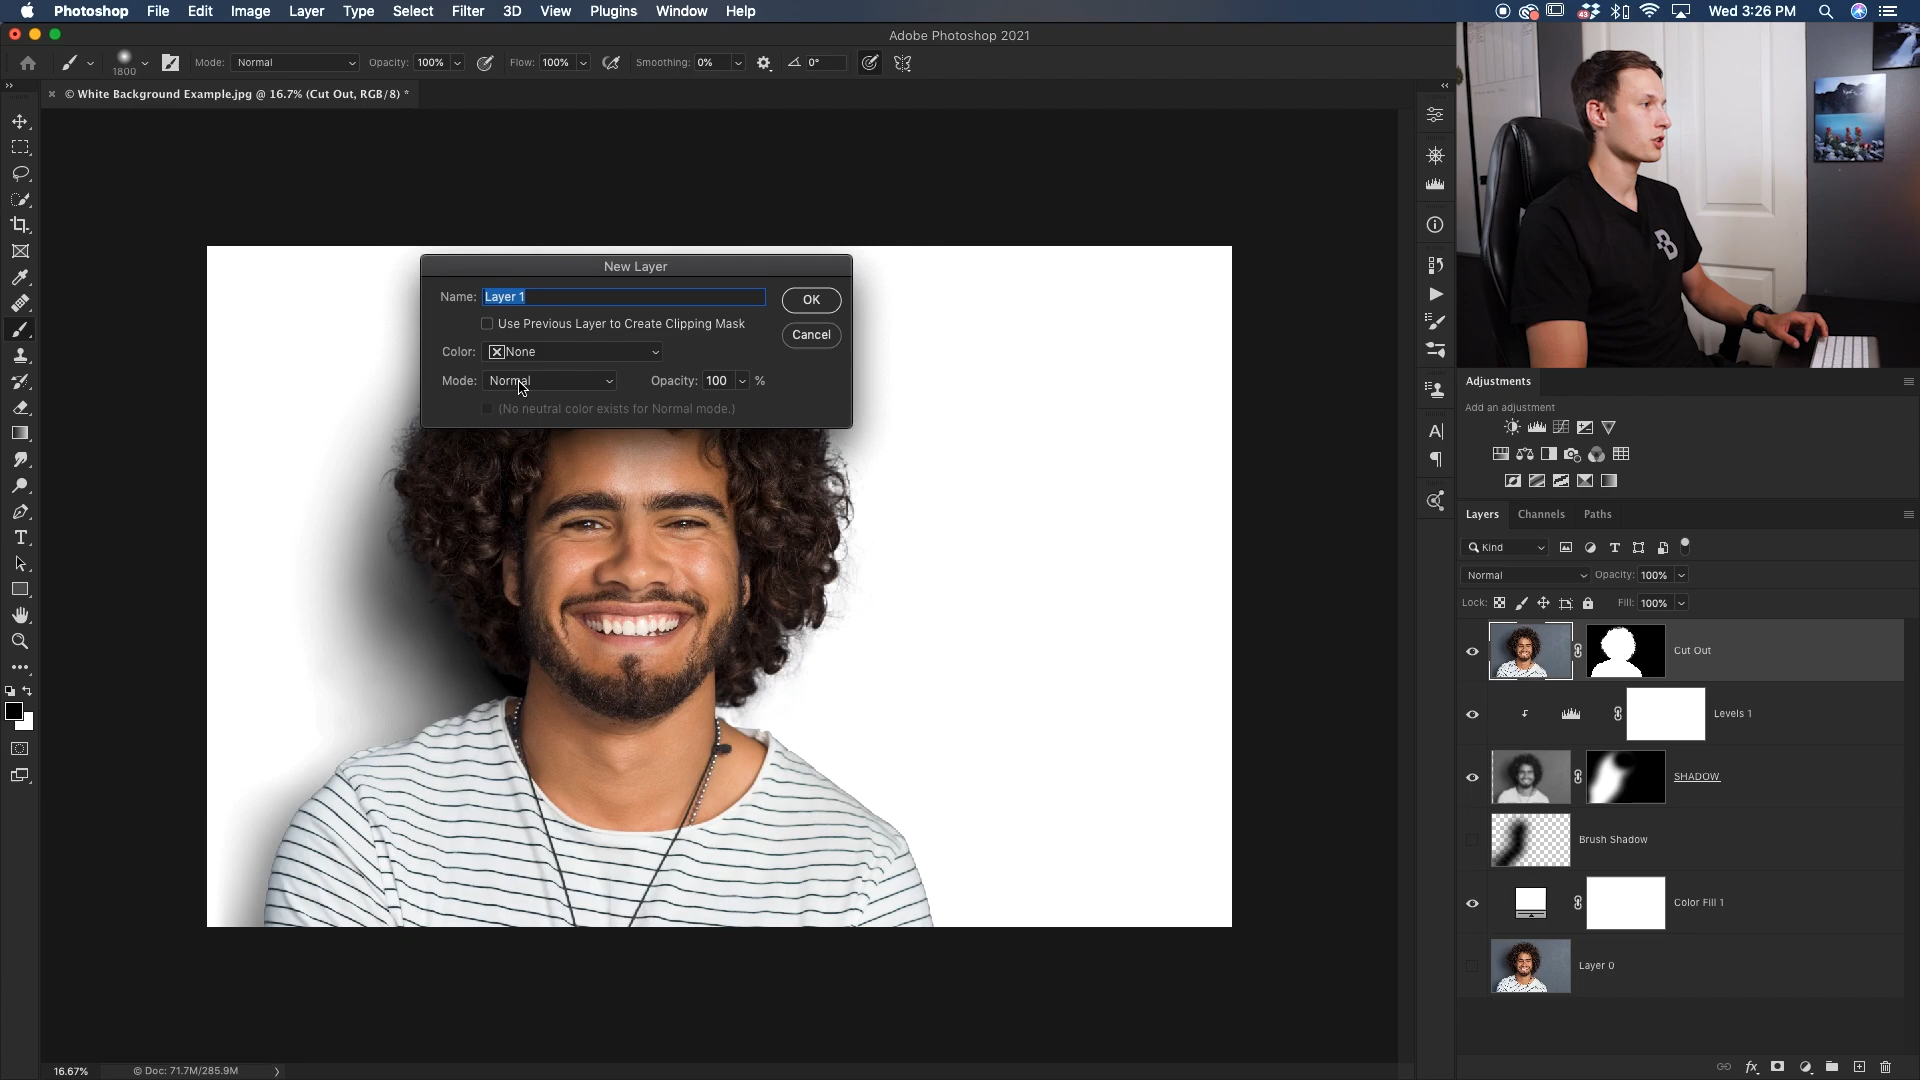 Photoshop File Edit Image Layer Type Select Filter 3D View Plugins Window Help
43
Wed 3:26 PM
Adobe Photoshop 2021
1800
Mode: Normal
Opacity: 100%
Flow: 100%
Smoothing: 0%
0°
© White Background Example.jpg @ 16.7% (Cut Out, RGB/8) *
New Layer
Name: Layer 1
OK
Use Previous Layer to Create Clipping Mask
Cancel
Color: None
Mode: Normal
Opacity: 100 %
(No neutral color exists for Normal mode.)
Adjustments
Add an adjustment
Layers Channels Paths
Kind
Normal
Opacity: 100%
Lock:
Fill: 100%
Cut Out
Levels 1
SHADOW
Brush Shadow
Color Fill 1
Layer 0
fx
16.67%
© Doc: 71.7M/285.9M